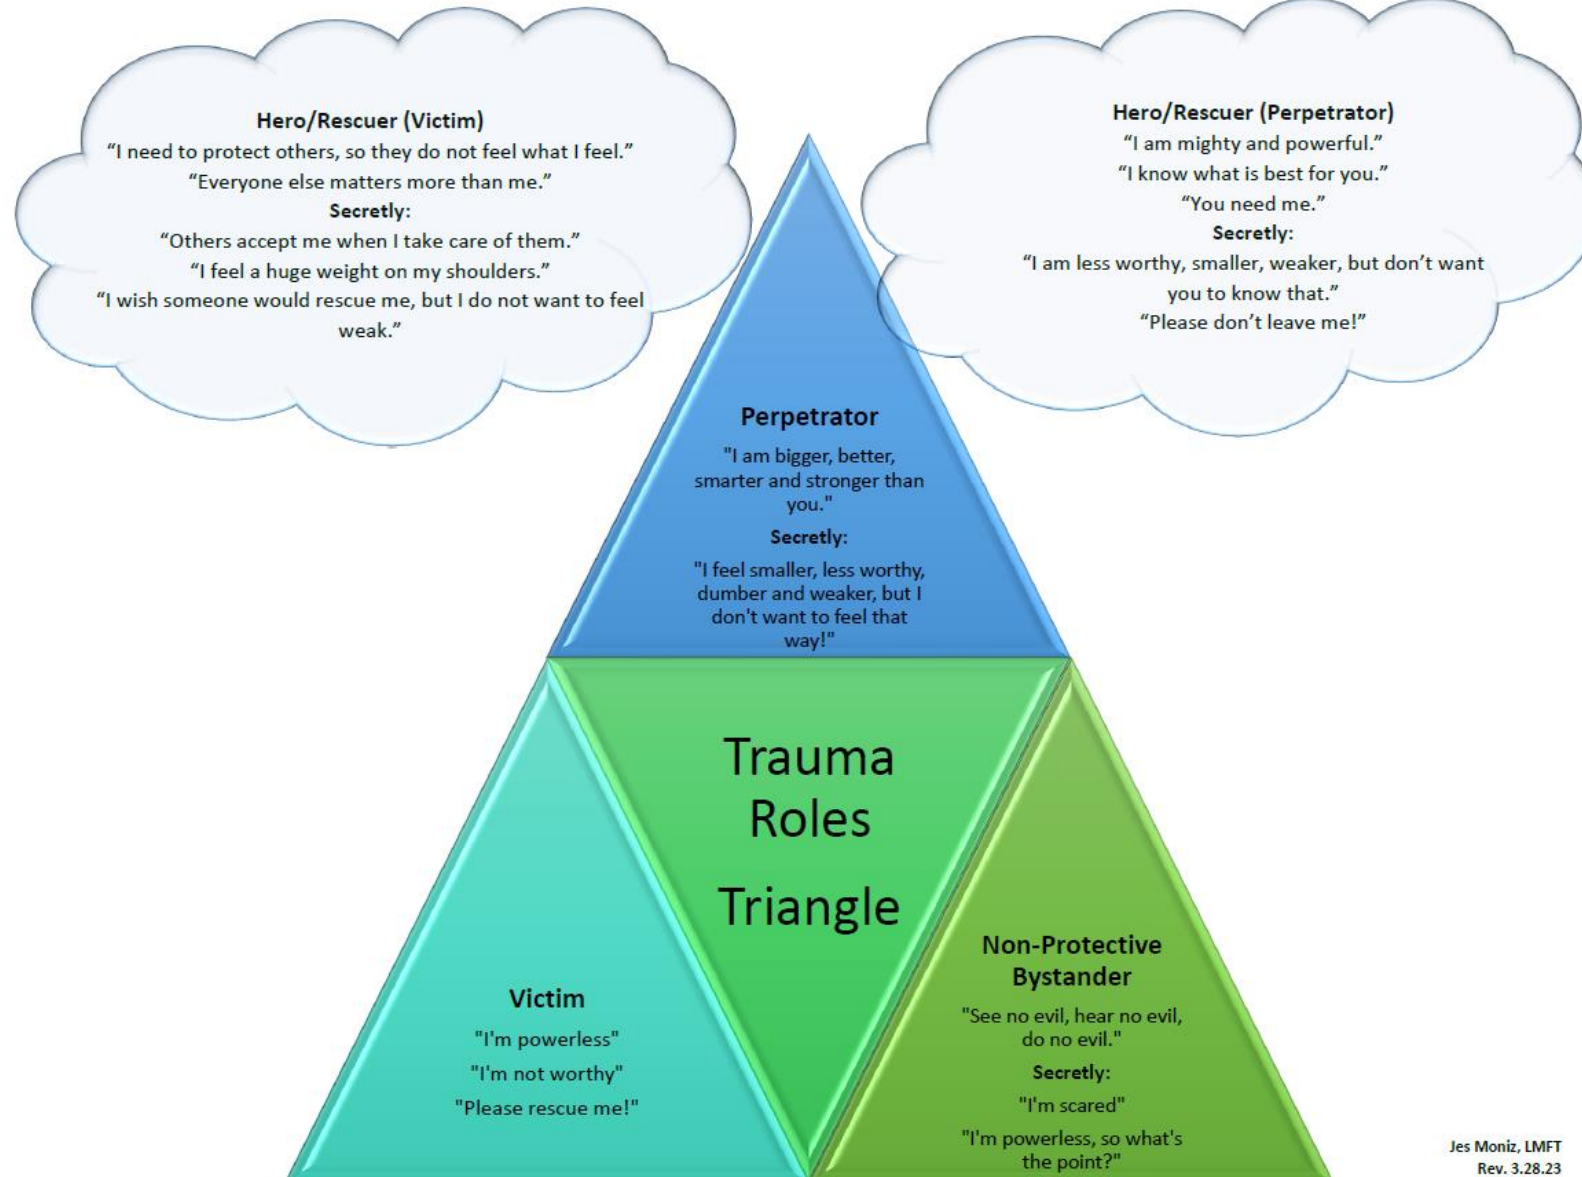 Hero/Rescuer (Victim)
“I need to protect others, so they do not feel what I feel.”
“Everyone else matters more than me.”
Secretly:
“Others accept me when I take care of them.”
“I feel a huge weight on my shoulders.”
“I wish someone would rescue me, but I do not want to feel
weak.”
Hero/Rescuer (Perpetrator)
“I am mighty and powerful.”
“I know what is best for you.”
“You need me.”
Secretly:
“I am less worthy, smaller, weaker, but don’t want
you to know that.”
“Please don’t leave me!”
Perpetrator
"I am bigger, better,
smarter and stronger than
you."
Secretly:
"I feel smaller, less worthy,
dumber and weaker, but I
don't want to feel that
way!"
Trauma
Roles
Triangle
Victim
"I'm powerless"
"I'm not worthy"
"Please rescue me!"
Non-Protective
Bystander
"See no evil, hear no evil,
do no evil."
Secretly:
"I'm scared"
"I'm powerless, so what's
the point?"
Jes Moniz, LMFT
Rev. 3.28.23